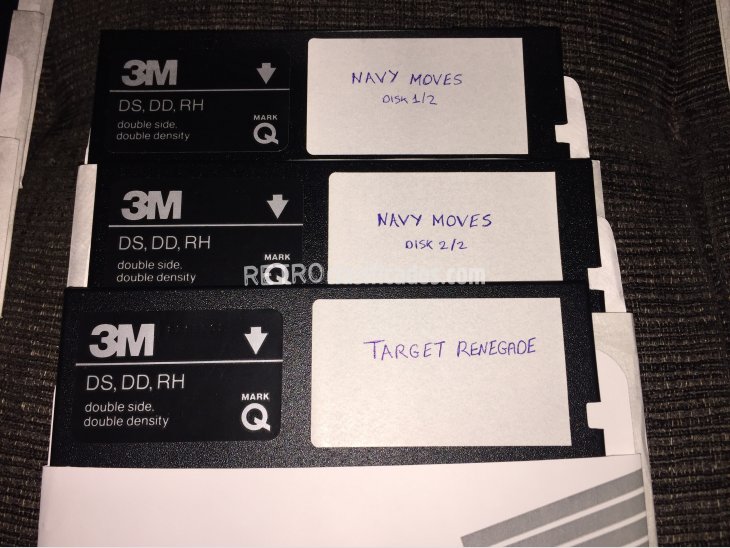 3M
DS, DD, RH
double side,
double density
MARK
Q
NAVY MOVES
DISK 1/2
3M
DS, DD, RH
double side,
double density
MARK
Q
NAVY MOVES
DISK 2/2
3M
DS, DD, RH
double side,
double density
MARK
Q
TARGET RENEGADE